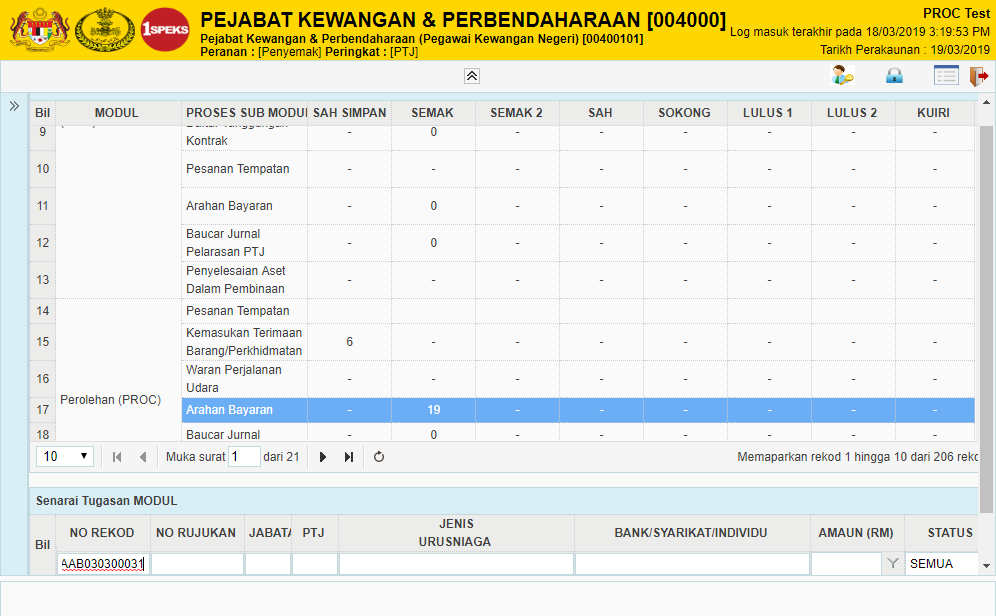 1SPEKS
PEJABAT KEWANGAN & PERBENDAHARAAN [004000]
Pejabat Kewangan & Perbendaharaan (Pegawai Kewangan Negeri) [00400101]
Peranan : [Penyemak] Peringkat : [PTJ]
PROC Test
Log masuk terakhir pada 18/03/2019 3:19:53 PM
Tarikh Perakaunan : 19/03/2019
Bil MODUL PROSES SUB MODUL SAH SIMPAN SEMAK SEMAK 2 SAH SOKONG LULUS 1 LULUS 2 KUIRI
9 Kontrak - 0 - - - - - - -
10 Pesanan Tempatan - - - - - - - - -
11 Arahan Bayaran - 0 - - - - - - -
12 Baucar Jurnal
Pelarasan PTJ - 0 - - - - - - -
13 Penyelesaian Aset
Dalam Pembinaan - - - - - - - - -
14 Pesanan Tempatan
15 Kemasukan Terimaan
Barang/Perkhidmatan 6 - - - - - - - -
16 Waran Perjalanan
Udara - - - - - - - - -
Perolehan (PROC)
17 Arahan Bayaran - 19 - - - - - - -
18 Baucar Jurnal - 0 - - - - - - -
10 Muka surat 1 dari 21 Memaparkan rekod 1 hingga 10 dari 206 reko
Senarai Tugasan MODUL
Bil NO REKOD NO RUJUKAN JABATA PTJ JENIS
URUSNIAGA BANK/SYARIKAT/INDIVIDU AMAUN (RM) STATUS
AAB030300031 SEMUA